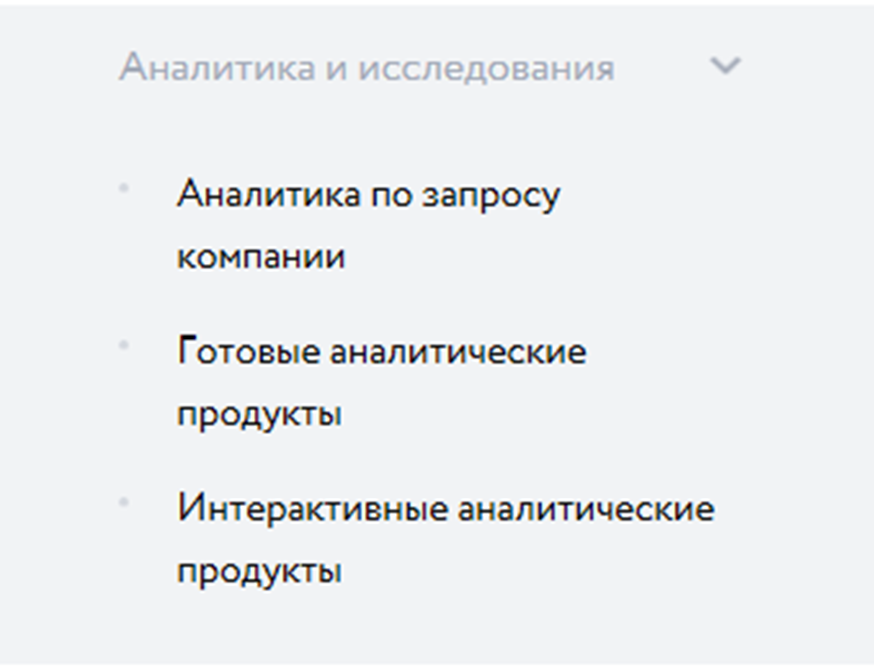 Аналитика и исследования
Аналитика по запросу
компании
Готовые аналитические
продукты
Интерактивные аналитические
продукты